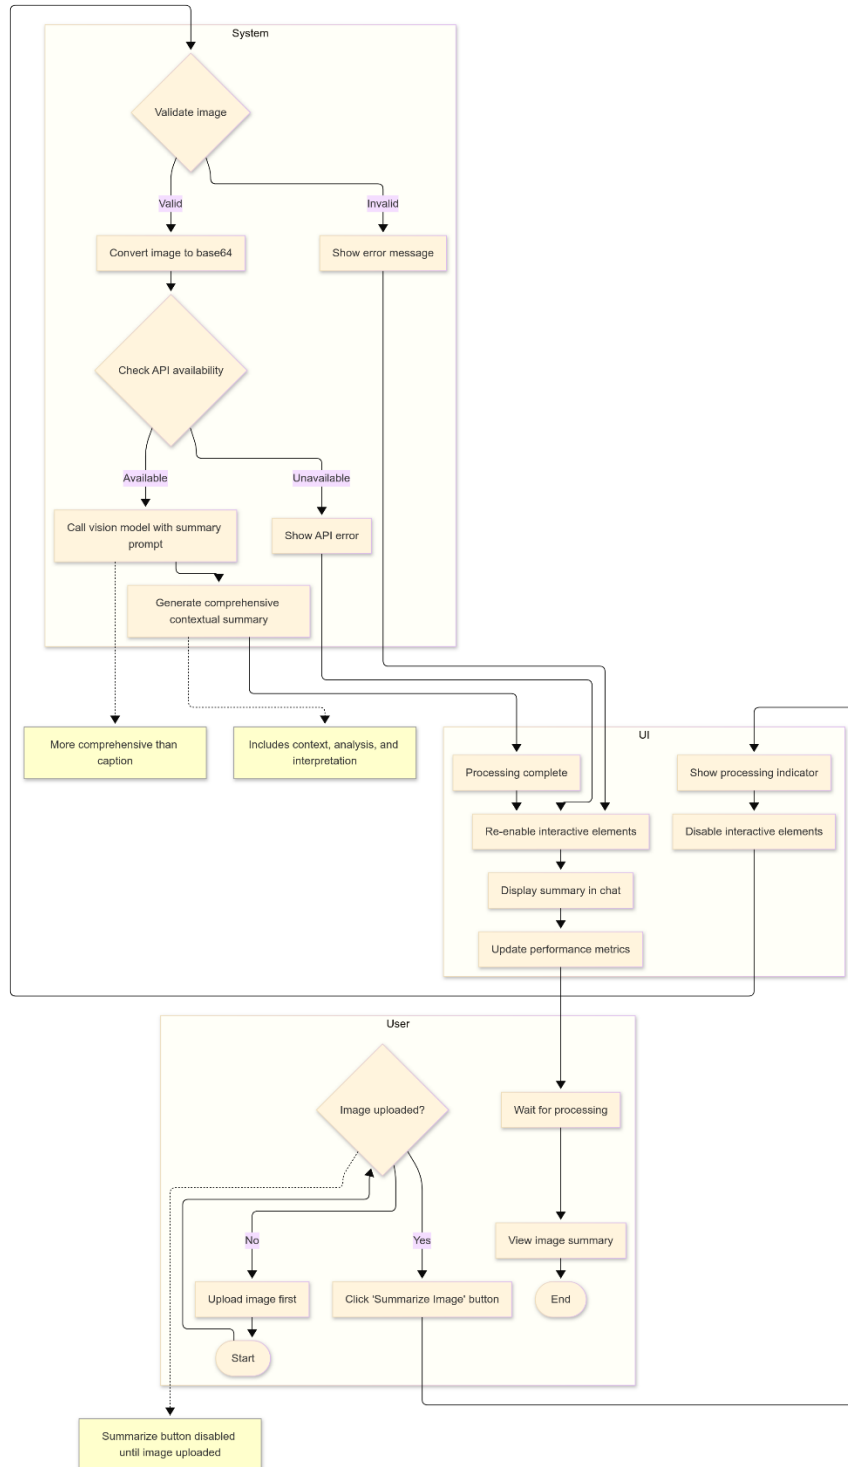 System
Validate image
Valid
Invalid
Convert image to base64
Show error message
Check API availability
Available
Unavailable
Call vision model with summary
prompt
Show API error
Generate comprehensive
contextual summary
More comprehensive than
caption
Includes context, analysis, and
interpretation
UI
Processing complete
Show processing indicator
Re-enable interactive elements
Disable interactive elements
Display summary in chat
Update performance metrics
User
Image uploaded?
Wait for processing
No
Yes
View image summary
Upload image first
Click 'Summarize Image' button
End
Start
Summarize button disabled
until image uploaded